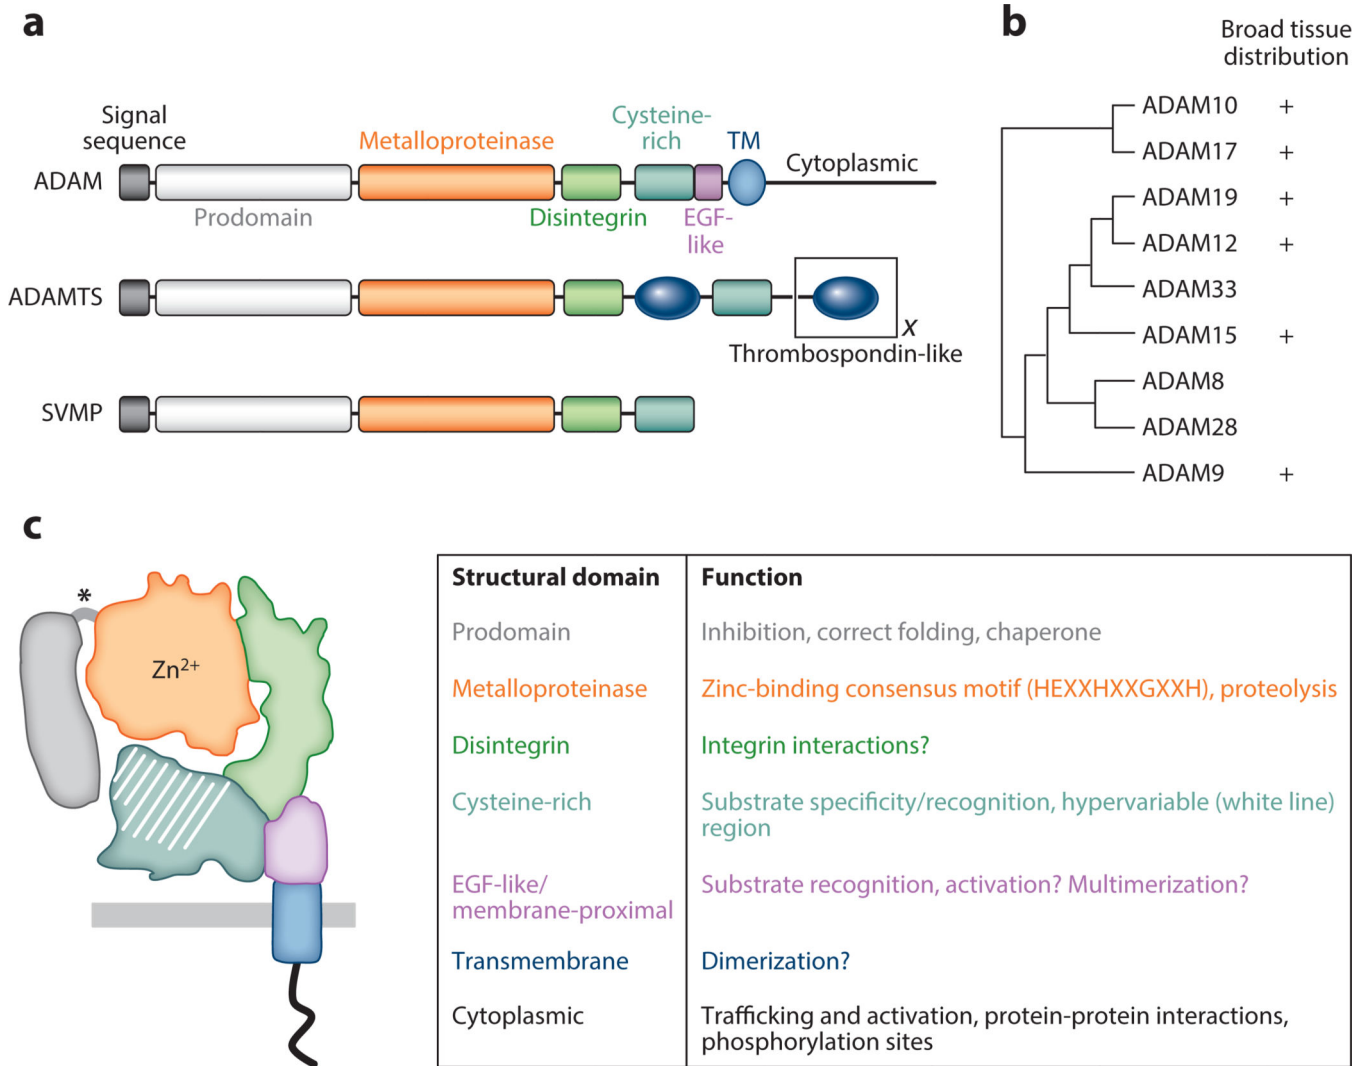 a
Signal
sequence
Metalloproteinase
Cysteine-
rich
TM
Cytoplasmic
ADAM
Prodomain
Disintegrin
EGF-
like
ADAMTS
x
Thrombospondin-like
SVMP
b
Broad tissue
distribution
ADAM10 +
ADAM17 +
ADAM19 +
ADAM12 +
ADAM33
ADAM15 +
ADAM8
ADAM28
ADAM9 +
c
*
Zn²⁺
Structural domain
Function
Prodomain
Inhibition, correct folding, chaperone
Metalloproteinase
Zinc-binding consensus motif (HEXXHXXGXXH), proteolysis
Disintegrin
Integrin interactions?
Cysteine-rich
Substrate specificity/recognition, hypervariable (white line)
region
EGF-like/
membrane-proximal
Substrate recognition, activation? Multimerization?
Transmembrane
Dimerization?
Cytoplasmic
Trafficking and activation, protein-protein interactions,
phosphorylation sites